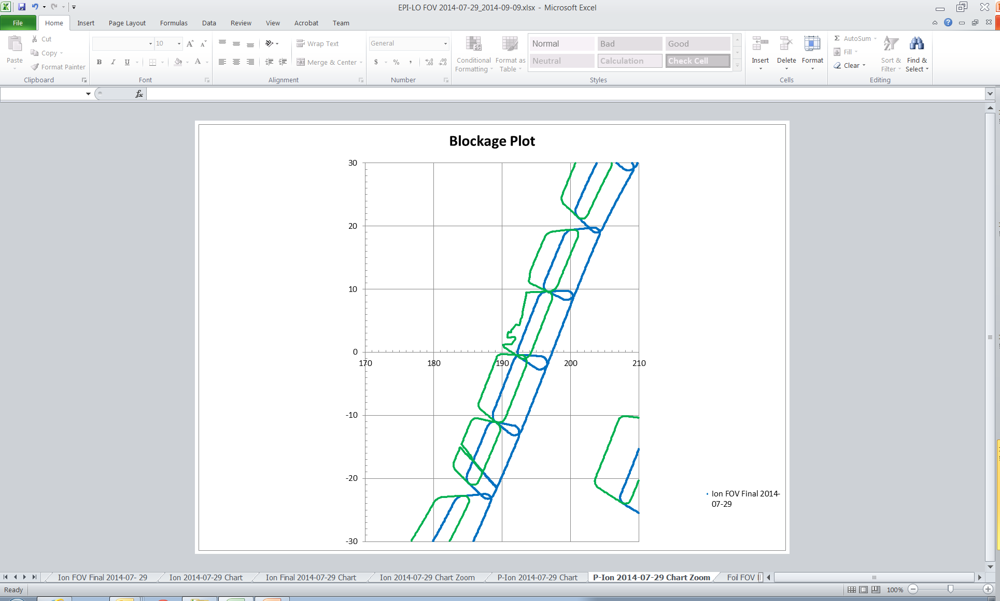 EPI-LO FOV 2014-07-29_2014-09-09.xlsx - Microsoft Excel
File Home Insert Page Layout Formulas Data Review View Acrobat Team
Paste
Cut
Copy
Format Painter
Clipboard
10
B I U
Font
Wrap Text
Merge & Center
Alignment
General
$ % ,
Number
Conditional Formatting
Format as Table
Normal Bad Good
Neutral Calculation Check Cell
Styles
Insert Delete Format
Cells
Σ AutoSum
Fill
Clear
Sort & Filter
Find & Select
Editing
fx
Blockage Plot
30
20
10
0
170 180 190 200 210
-10
-20
-30
Ion FOV Final 2014-
07-29
Ion FOV Final 2014-07- 29 Ion 2014-07-29 Chart Ion Final 2014-07-29 Chart Ion 2014-07-29 Chart Zoom P-Ion 2014-07-29 Chart P-Ion 2014-07-29 Chart Zoom Foil FOV
Ready 100%